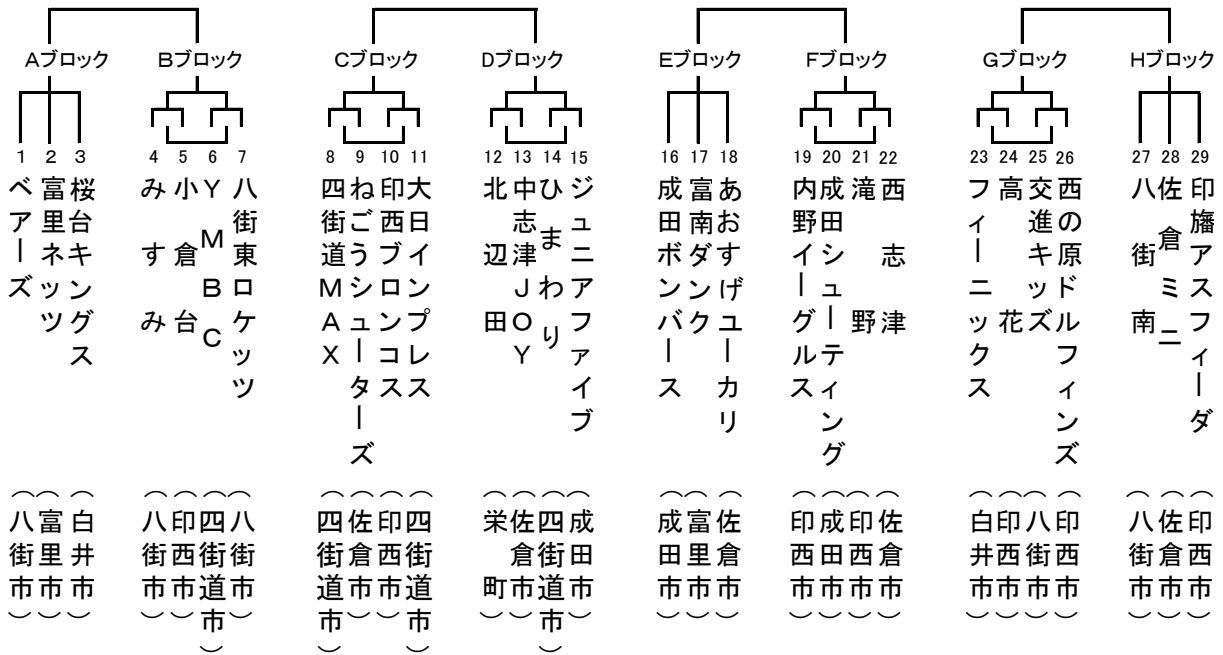 Aブロック Bブロック Cブロック Dブロック Eブロック Fブロック Gブロック Hブロック
1 2 3 4 5 6 7 8 9 10 11 12 13 14 15 16 17 18 19 20 21 22 23 24 25 26 27 28 29
ベアーズ
富里ネッツ
桜台キングス
みすみ
小倉台
YMBC
八街東ロケッツ
四街道MAX
ねごうシューターズ
印西ブロンコス
大日インプレス
北辺田
中志津JOY
ひまわり
ジュニアファイブ
成田ボンバース
富南ダンク
あおすげユーカリ
内野イーグルス
成田シューティング
滝野
西志津
フィーニックス
高花
交進キッズ
西の原ドルフィンズ
八街南
佐倉ミニ
印旛アスフィーダ
(八街市)
(富里市)
(白井市)
(八街市)
(印西市)
(四街道市)
(八街市)
(四街道市)
(佐倉市)
(印西市)
(四街道市)
(栄町)
(佐倉市)
(四街道市)
(成田市)
(成田市)
(富里市)
(佐倉市)
(印西市)
(成田市)
(印西市)
(佐倉市)
(白井市)
(印西市)
(八街市)
(印西市)
(八街市)
(佐倉市)
(印西市)